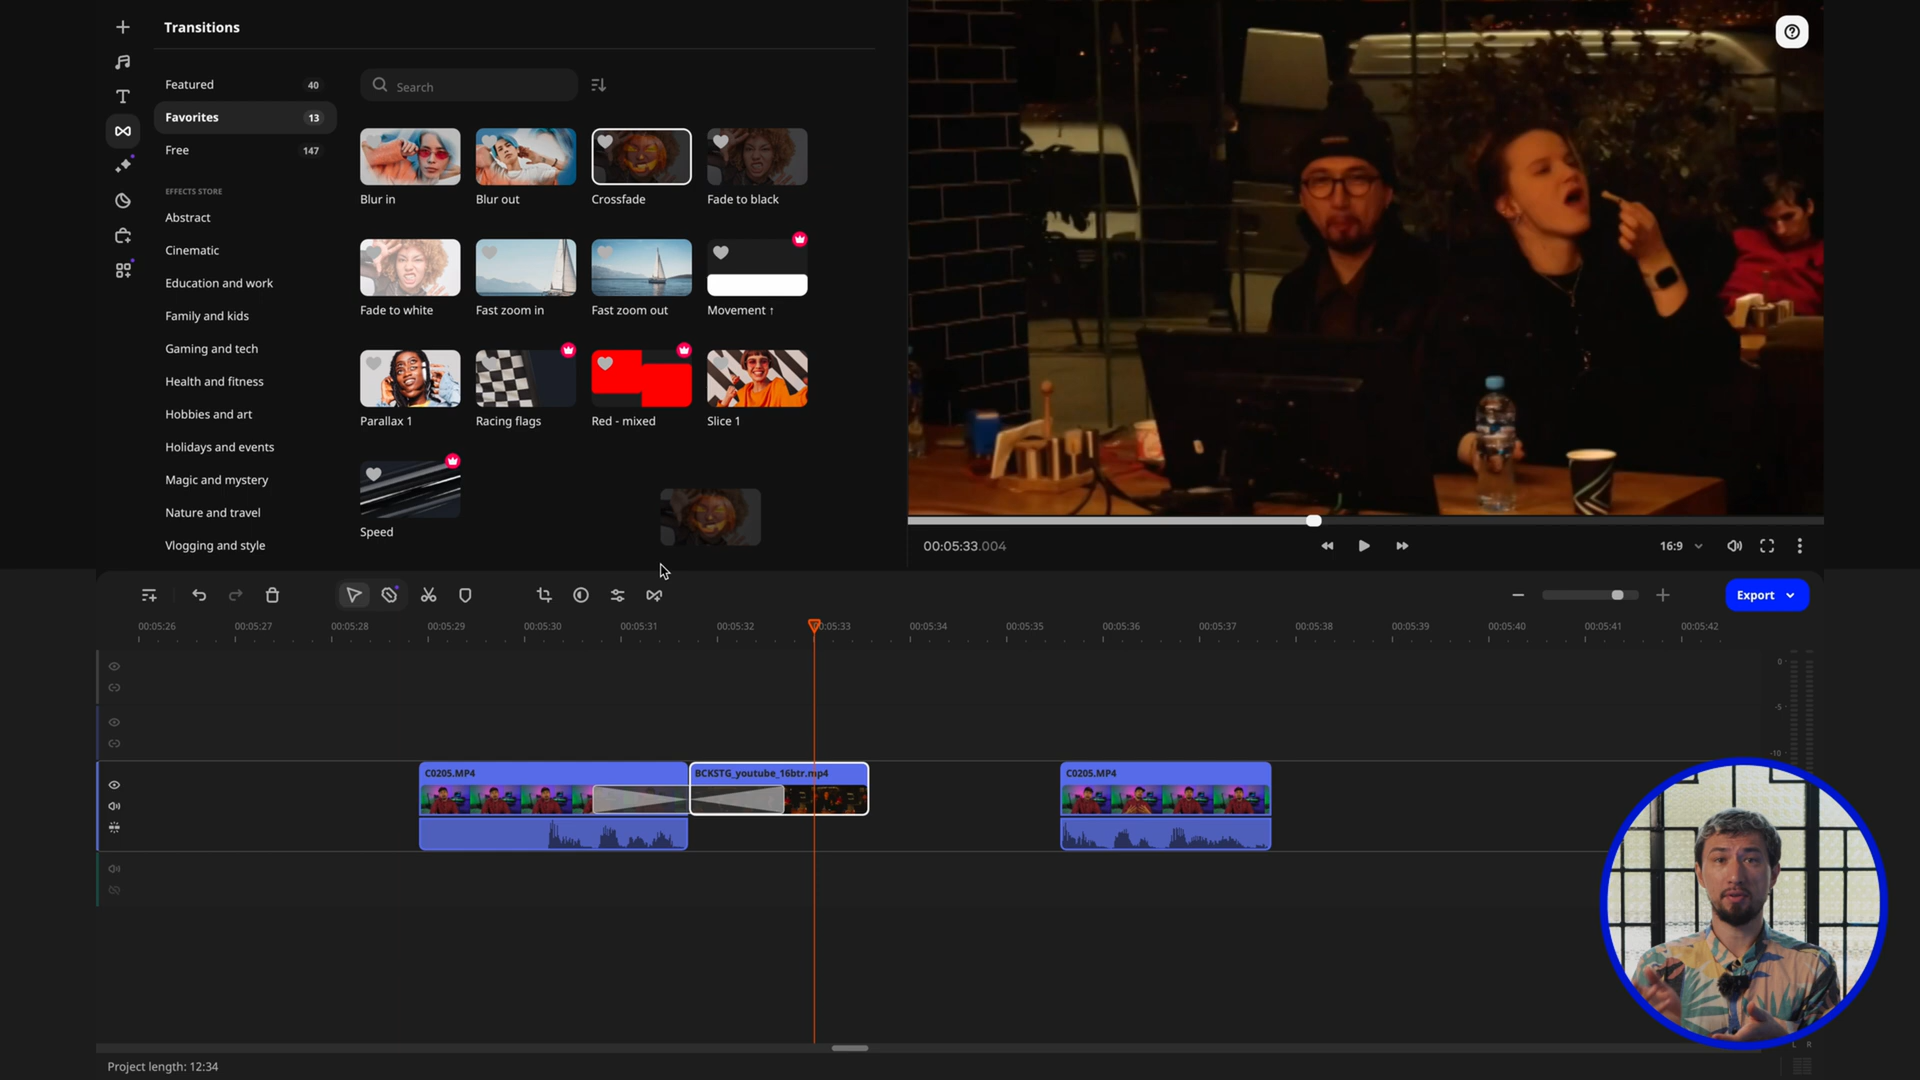 Transitions
Featured 40
Favorites 13
Free 147
EFFECTS STORE
Abstract
Cinematic
Education and work
Family and kids
Gaming and tech
Health and fitness
Hobbies and art
Holidays and events
Magic and mystery
Nature and travel
Vlogging and style
Search
Blur in
Blur out
Crossfade
Fade to black
Fade to white
Fast zoom in
Fast zoom out
Movement ↑
Parallax 1
Racing flags
Red - mixed
Slice 1
Speed
00:05:33.004
16:9
Export
00:05:26
00:05:27
00:05:28
00:05:29
00:05:30
00:05:31
00:05:32
00:05:33
00:05:34
00:05:35
00:05:36
00:05:37
00:05:38
00:05:39
00:05:40
00:05:41
00:05:42
0
-5
-10
C0205.MP4
BCKSTG_youtube_16btr.mp4
C0205.MP4
L R
Project length: 12:34